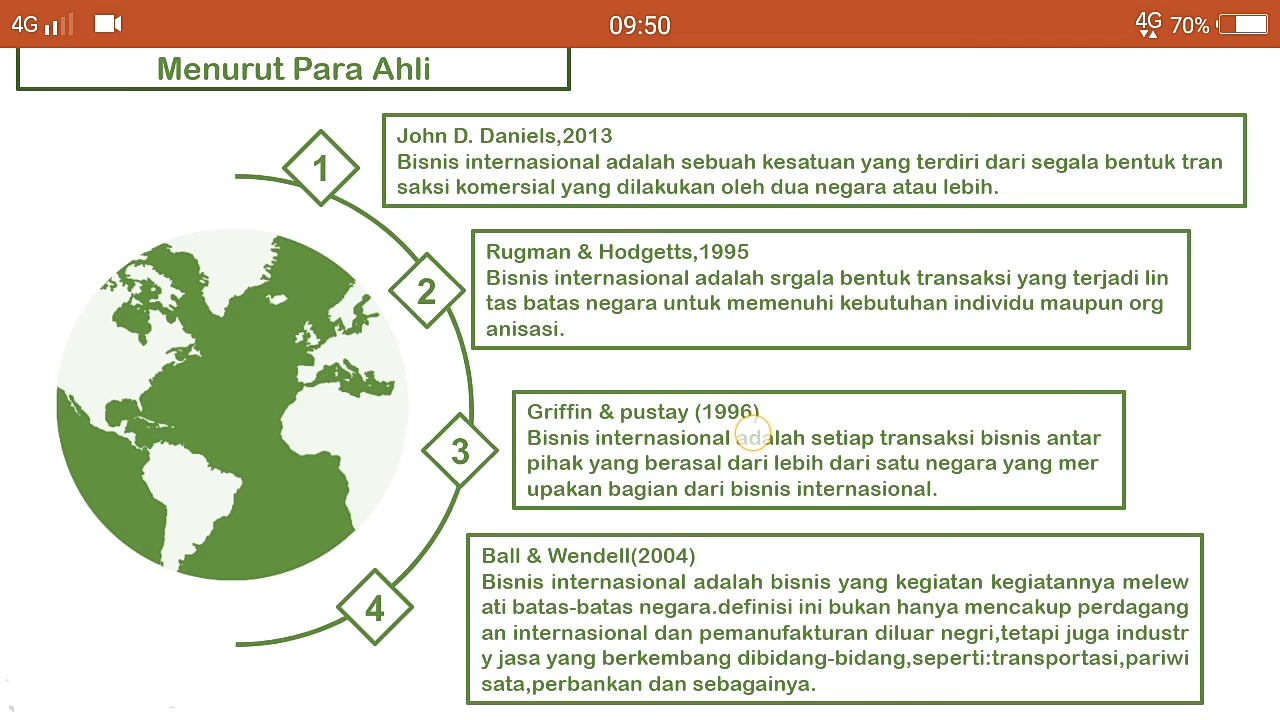 4G
09:50
4G 70%
Menurut Para Ahli
1
John D. Daniels,2013
Bisnis internasional adalah sebuah kesatuan yang terdiri dari segala bentuk tran
saksi komersial yang dilakukan oleh dua negara atau lebih.
2
Rugman & Hodgetts,1995
Bisnis internasional adalah srgala bentuk transaksi yang terjadi lin
tas batas negara untuk memenuhi kebutuhan individu maupun org
anisasi.
3
Griffin & pustay (1996)
Bisnis internasional adalah setiap transaksi bisnis antar
pihak yang berasal dari lebih dari satu negara yang mer
upakan bagian dari bisnis internasional.
4
Ball & Wendell(2004)
Bisnis internasional adalah bisnis yang kegiatan kegiatannya melew
ati batas-batas negara.definisi ini bukan hanya mencakup perdagang
an internasional dan pemanufakturan diluar negri,tetapi juga industr
y jasa yang berkembang dibidang-bidang,seperti:transportasi,pariwi
sata,perbankan dan sebagainya.